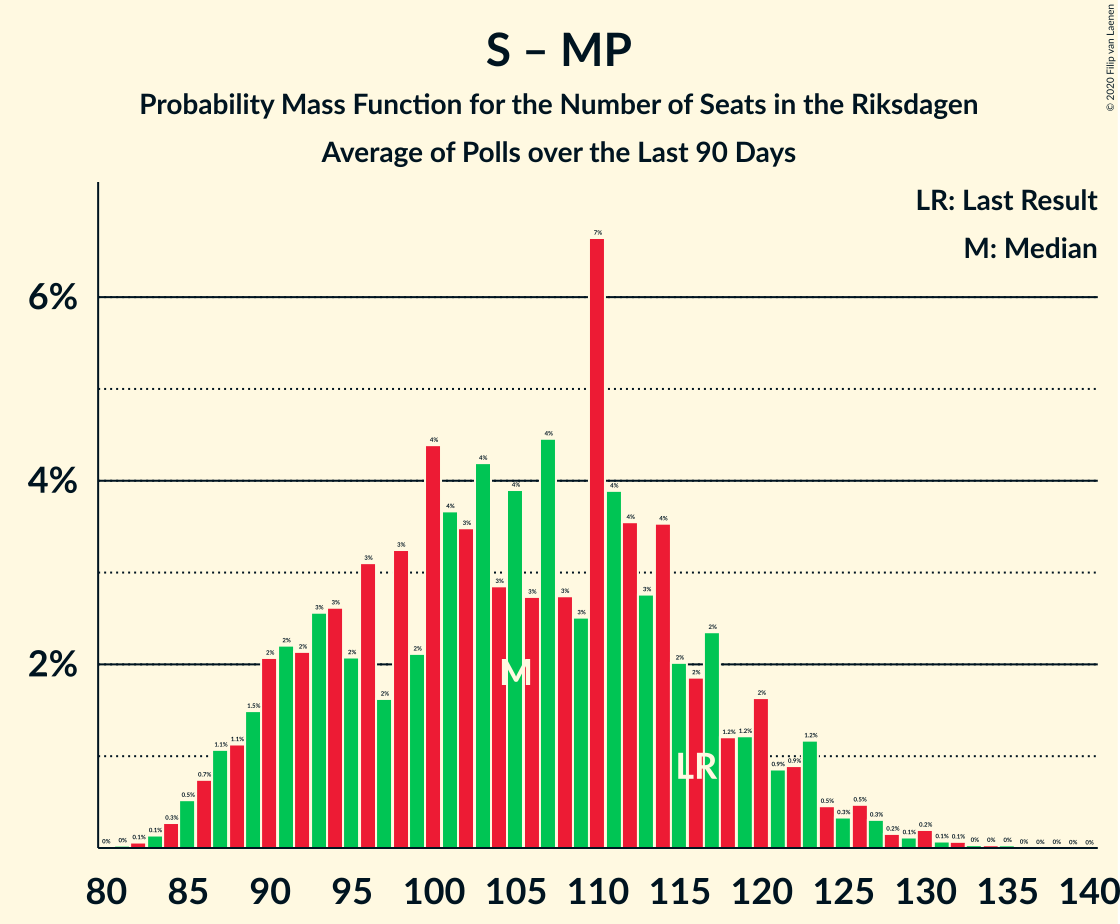 S – MP
Probability Mass Function for the Number of Seats in the Riksdagen
Average of Polls over the Last 90 Days
© 2020 Filip van Laenen
LR: Last Result
M: Median
6%
4%
2%
0% 0% 0.1% 0.1% 0.3% 0.5% 0.7% 1.1% 1.1% 1.5% 2% 2% 2% 3% 3% 2% 3% 2% 3% 2% 4% 4% 3% 4% 3% 4% 3% 4% 3% 3% 7% 4% 4% 3% 4% 2% 2% 2% 1.2% 1.2% 2% 0.9% 0.9% 1.2% 0.5% 0.3% 0.5% 0.3% 0.2% 0.1% 0.2% 0.1% 0.1% 0% 0% 0% 0% 0% 0% 0% 0%
M
LR
80 85 90 95 100 105 110 115 120 125 130 135 140